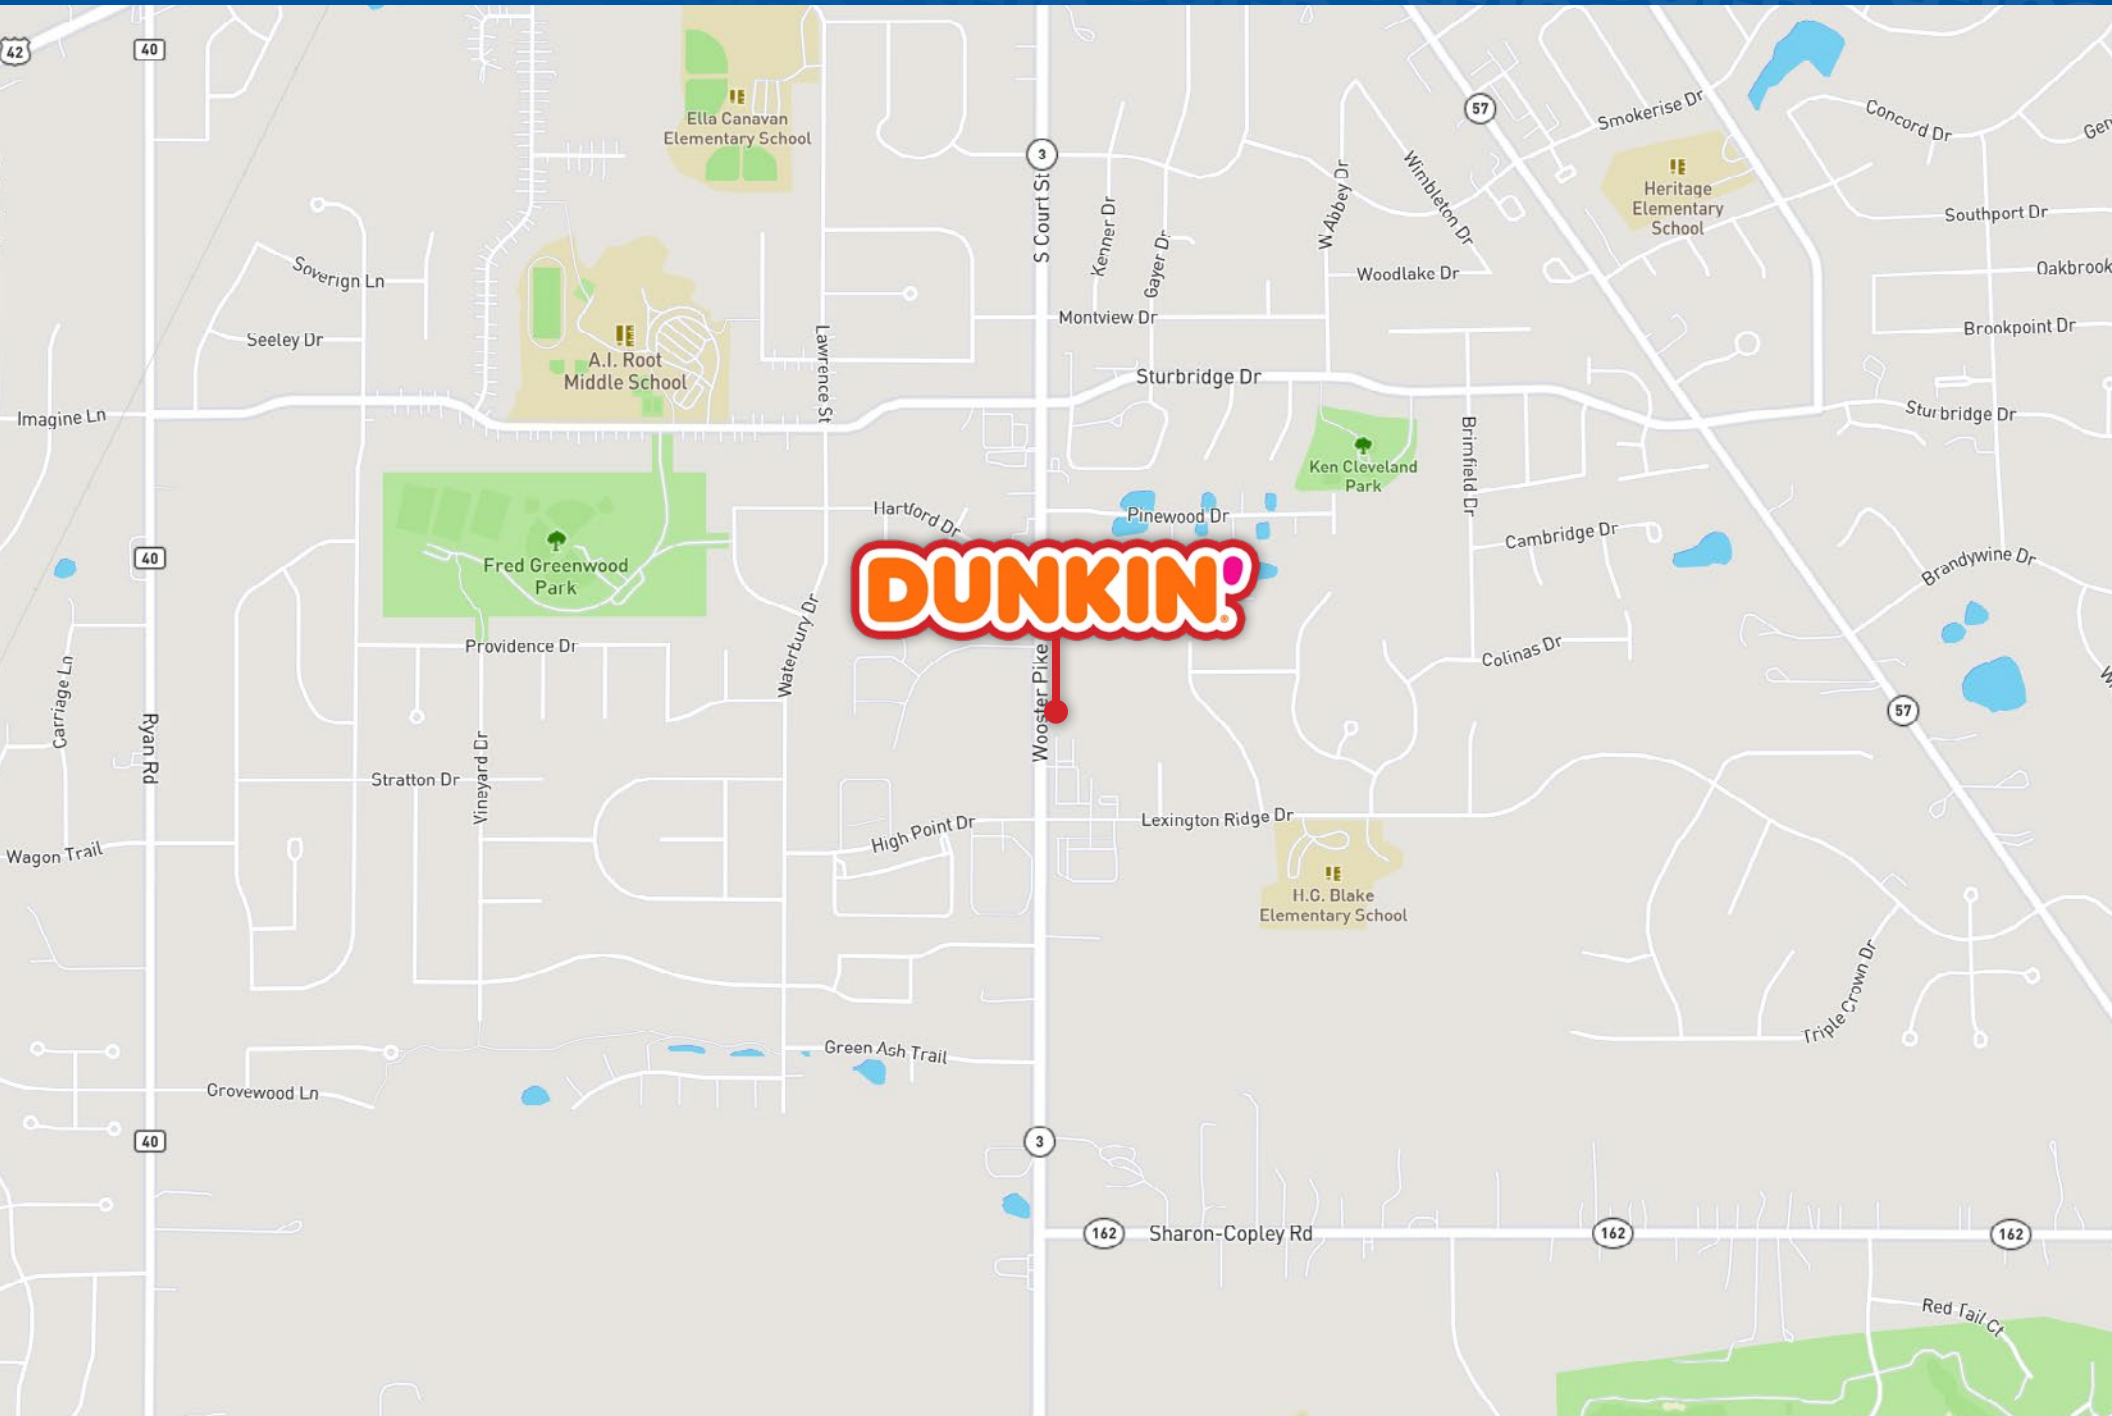 42
40
Ella Canavan
Elementary School
57
Smokerise Dr
Concord Dr
3
S Court St
Kenner Dr
Gayer Dr
W Abbey Dr
Wimbleton Dr
Heritage
Elementary
School
Southport Dr
Soverign Ln
Woodlake Dr
Oakbrook
Seeley Dr
Montview Dr
Brookpoint Dr
A.I. Root
Middle School
Lawrence St
Sturbridge Dr
Imagine Ln
Sturbridge Dr
Brimfield Dr
Ken Cleveland
Park
Hartford Dr
Pinewood Dr
Cambridge Dr
40
Fred Greenwood
Park
Brandywine Dr
DUNKIN'
Providence Dr
Waterbury Dr
Colinas Dr
Carriage Ln
Ryan Rd
Wooster Pike
57
Stratton Dr
Vineyard Dr
High Point Dr
Lexington Ridge Dr
Wagon Trail
H.G. Blake
Elementary School
Triple Crown Dr
Green Ash Trail
Grovewood Ln
40
3
162
Sharon-Copley Rd
162
162
Red Tail Ct